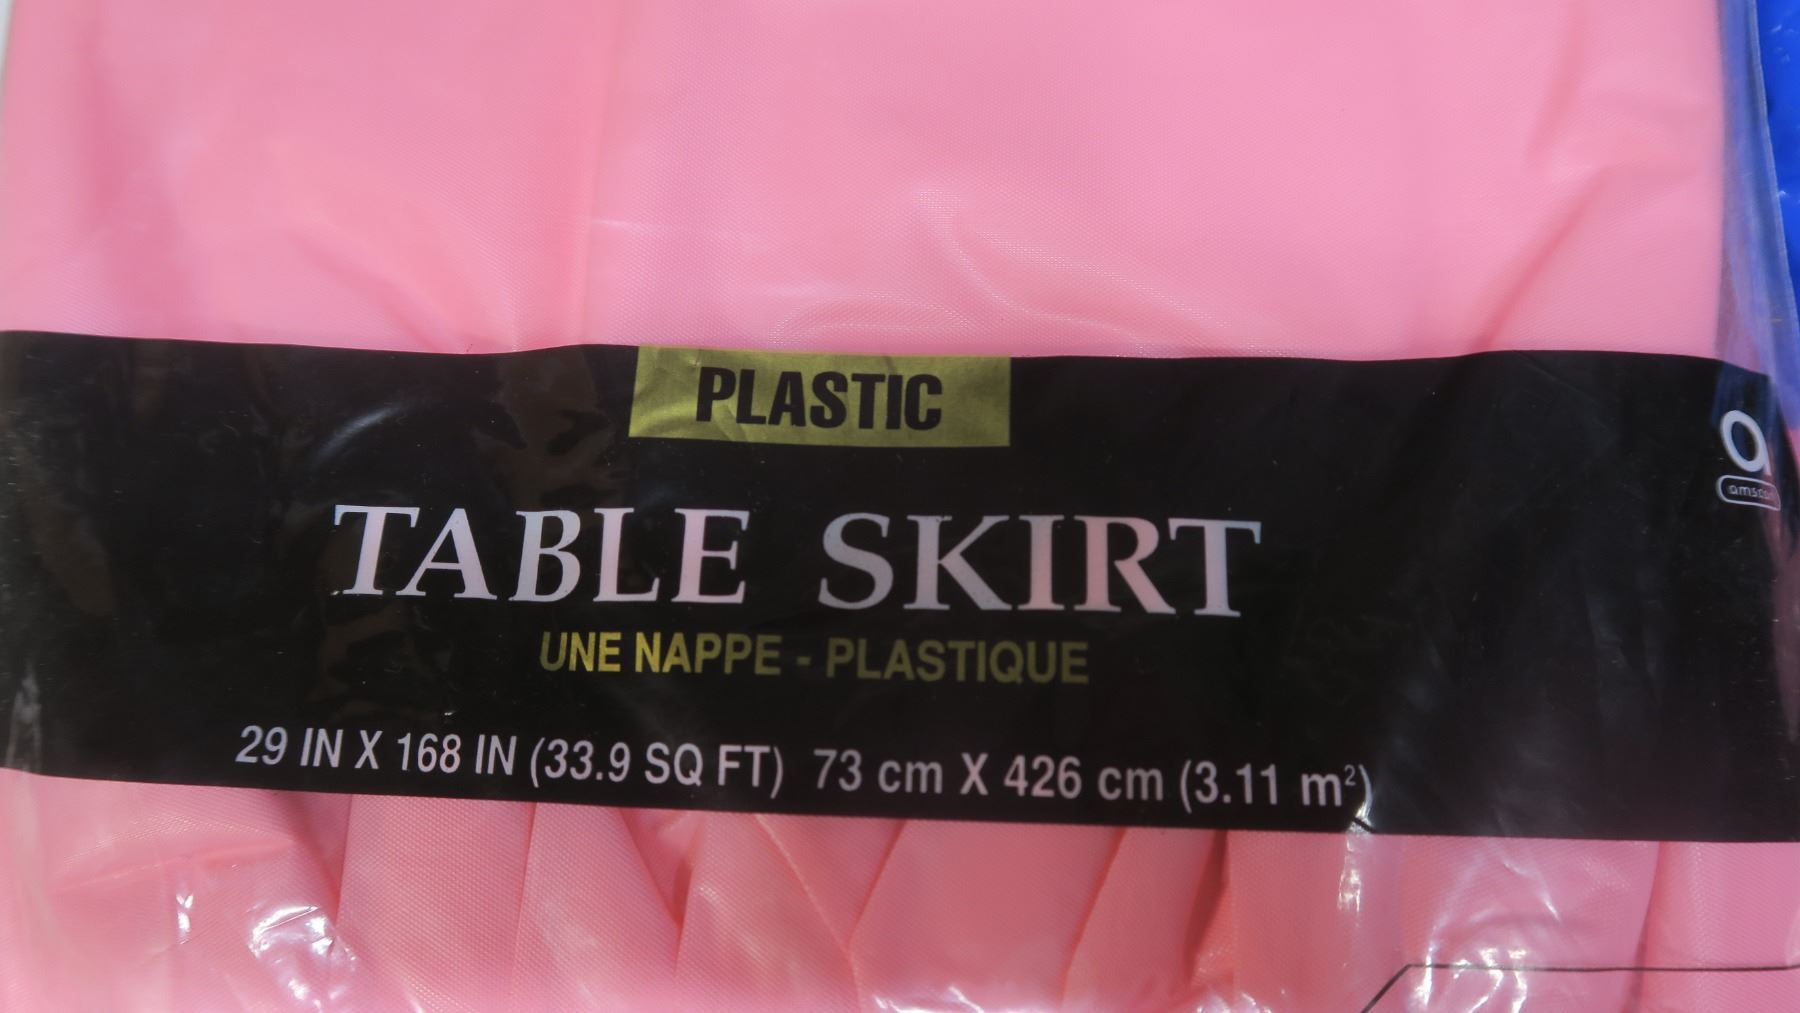 PLASTIC
TABLE SKIRT
UNE NAPPE - PLASTIQUE
29 IN X 168 IN (33.9 SQ FT) 73 cm X 426 cm (3.11 m²)
a
amscan